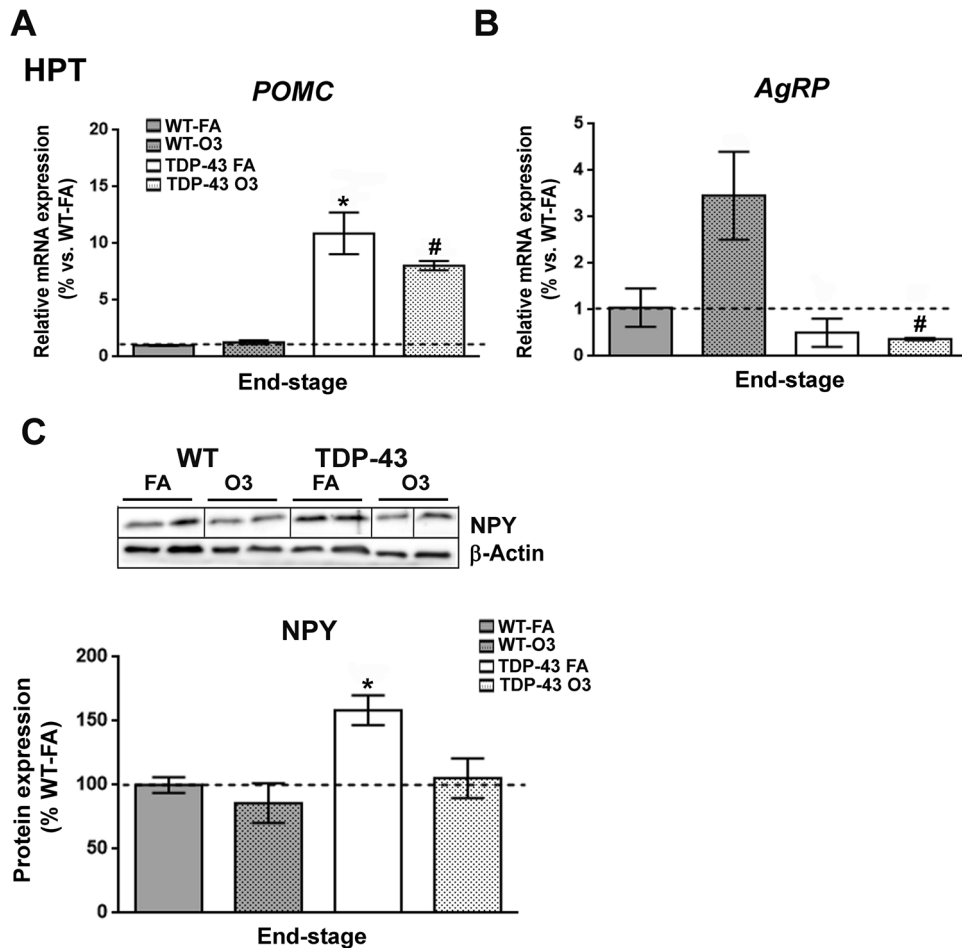 A
HPT
POMC
Relative mRNA expression
(% vs. WT-FA)
20
15
10
5
0
WT-FA
WT-O3
TDP-43 FA
TDP-43 O3
*
#
End-stage
B
AgRP
Relative mRNA expression
(% vs. WT-FA)
5
4
3
2
1
0
#
End-stage
C
WT TDP-43
FA O3 FA O3
NPY
β-Actin
NPY
Protein expression
(% WT-FA)
200
150
100
50
0
*
WT-FA
WT-O3
TDP-43 FA
TDP-43 O3
End-stage